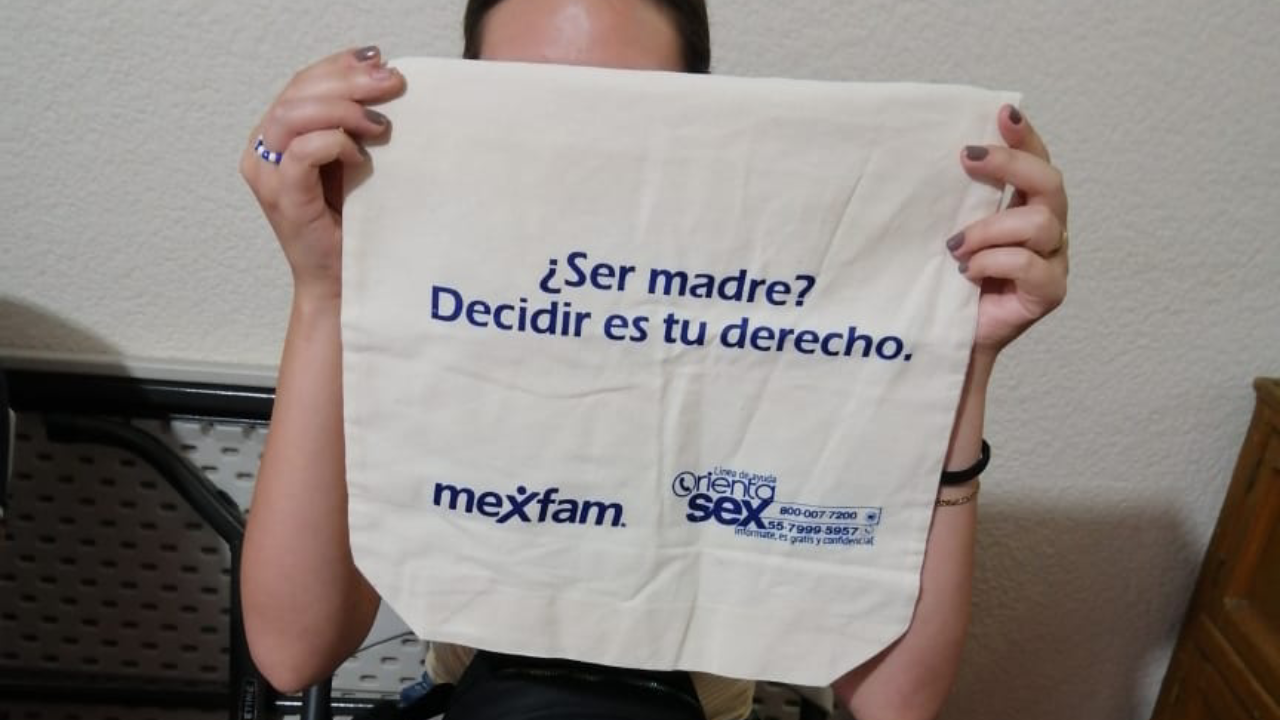 ¿Ser madre?
Decidir es tu derecho.
mexfam.
Línea de ayuda
Orienta
sex
800-007-7200
55-7999-5957
infórmate, es gratis y confidencial